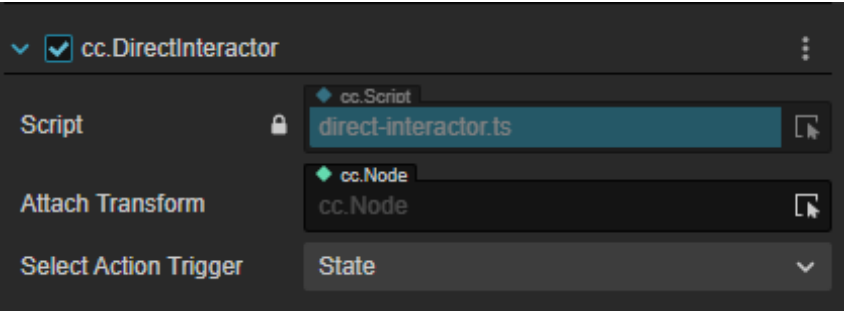 cc.DirectInteractor
cc.Script
Script
direct-interactor.ts
cc.Node
Attach Transform
cc.Node
Select Action Trigger
State